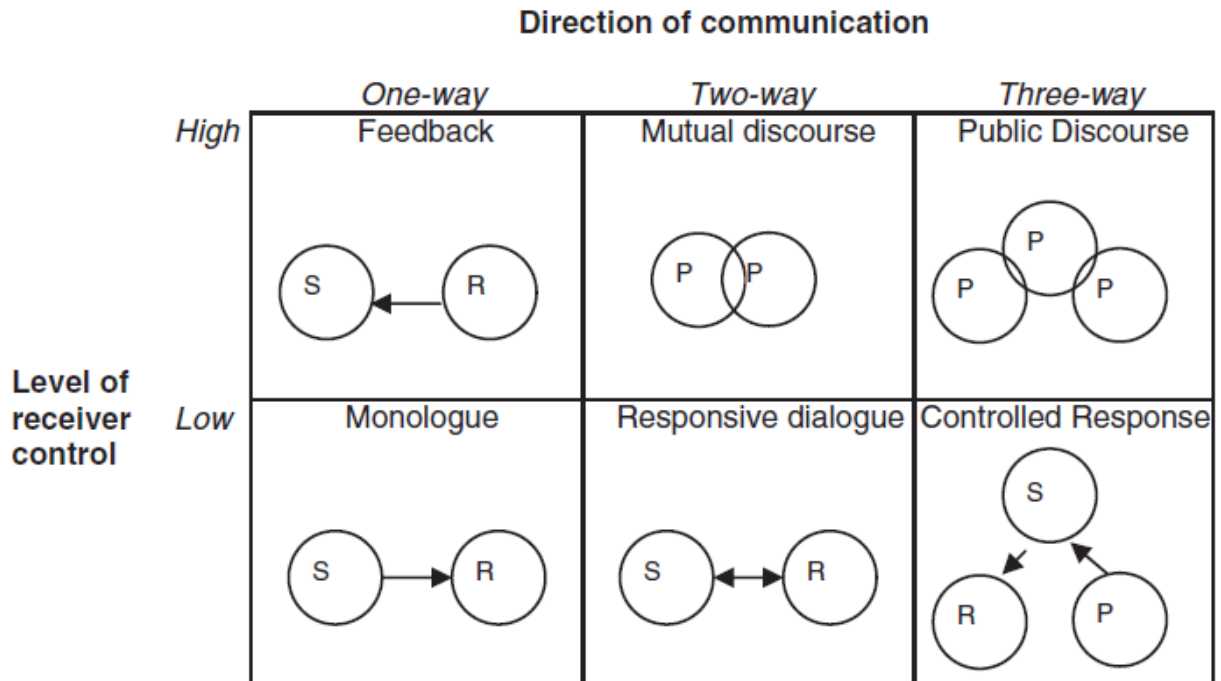 Direction of communication
One-way Two-way Three-way
High Feedback Mutual discourse Public Discourse
S R P P P P P
Level of
receiver
control
Low Monologue Responsive dialogue Controlled Response
S R S R S R P